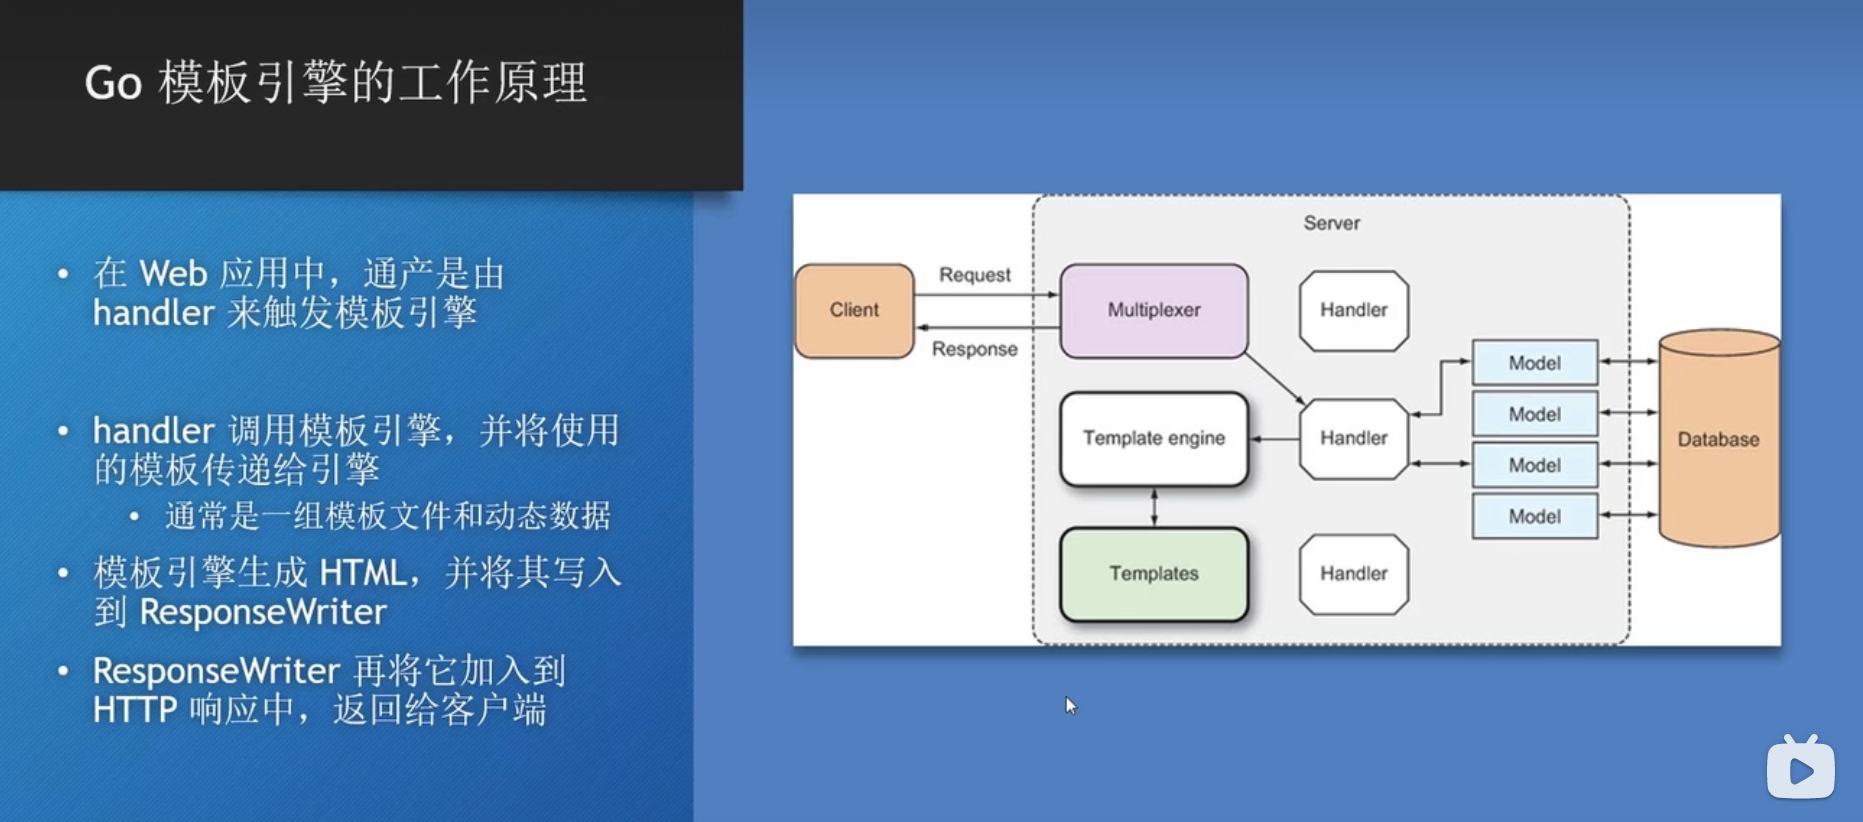 Go 模板引擎的工作原理
• 在 Web 应用中，通产是由
handler 来触发模板引擎
• handler 调用模板引擎，并将使用
的模板传递给引擎
• 通常是一组模板文件和动态数据
• 模板引擎生成 HTML，并将其写入
到 ResponseWriter
• ResponseWriter 再将它加入到
HTTP 响应中，返回给客户端
Server
Client
Request
Response
Multiplexer
Handler
Template engine
Handler
Templates
Handler
Model
Model
Model
Model
Database